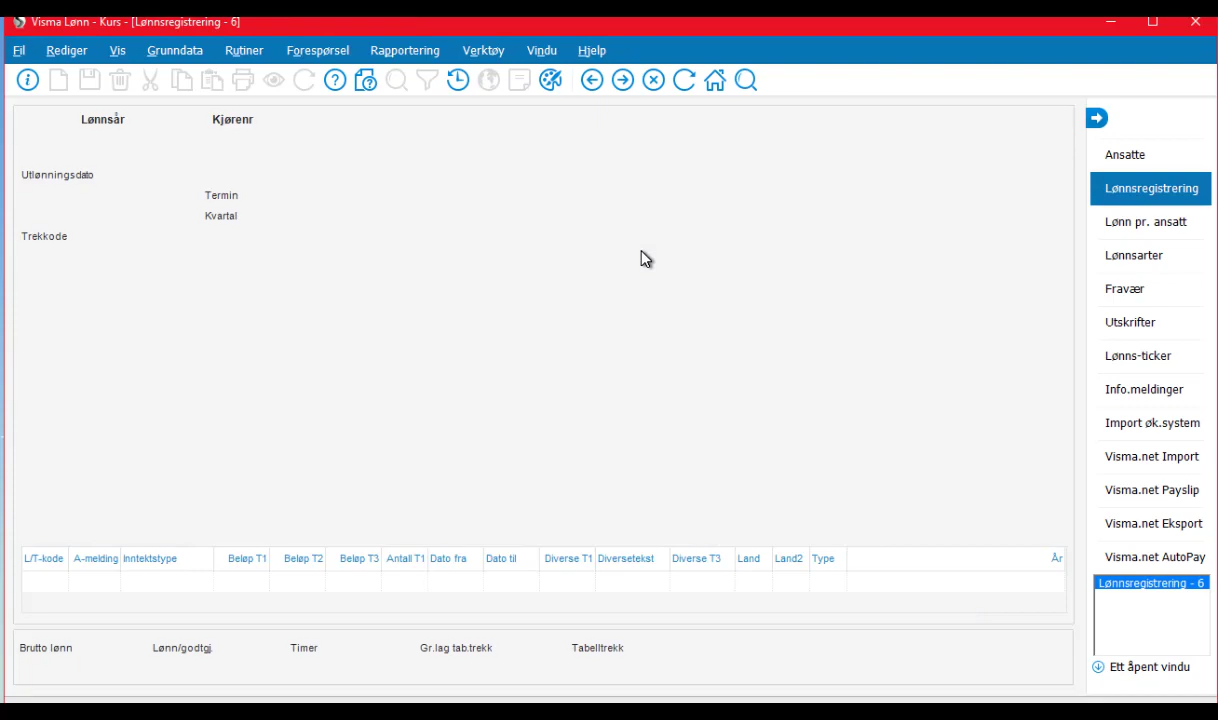 Visma Lønn - Kurs - [Lønnsregistrering - 6]
Fil Rediger Vis Grunndata Rutiner Forespørsel Rapportering Verktøy Vindu Hjelp
Lønnsår Kjørenr
Utlønningsdato
Termin
Kvartal
Trekkode
L/T-kode A-melding Inntektstype Beløp T1 Beløp T2 Beløp T3 Antall T1 Dato fra Dato til Diverse T1 Diversetekst Diverse T3 Land Land2 Type År
Brutto lønn Lønn/godtgj. Timer Gr.lag tab.trekk Tabelltrekk
Ansatte
Lønnsregistrering
Lønn pr. ansatt
Lønnsarter
Fravær
Utskrifter
Lønns-ticker
Info.meldinger
Import øk.system
Visma.net Import
Visma.net Payslip
Visma.net Eksport
Visma.net AutoPay
Lønnsregistrering - 6
Ett åpent vindu